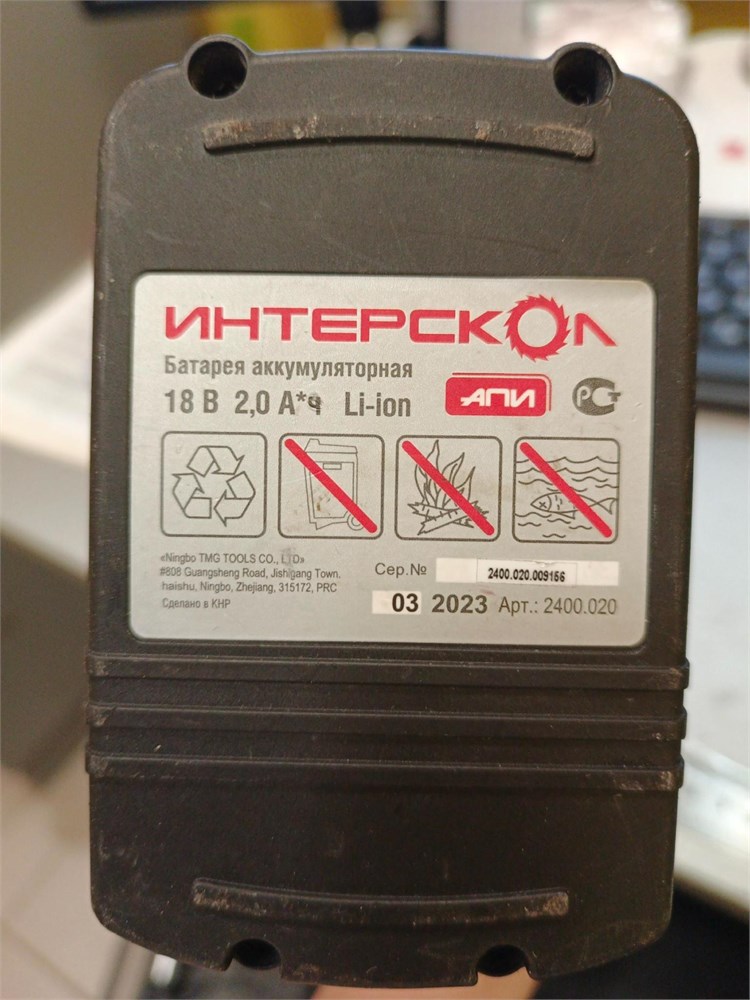 ИНТЕРСКОЛ
Батарея аккумуляторная
18 В 2,0 А*ч Li-ion
АПИ
РСТ
«Ningbo TMG TOOLS CO., LTD»
#808 Guangsheng Road, Jishigang Town,
haishu, Ningbo, Zhejiang, 315172, PRC
Сделано в КНР
Сер.№ 2400.020.009156
03 2023 Арт.: 2400.020